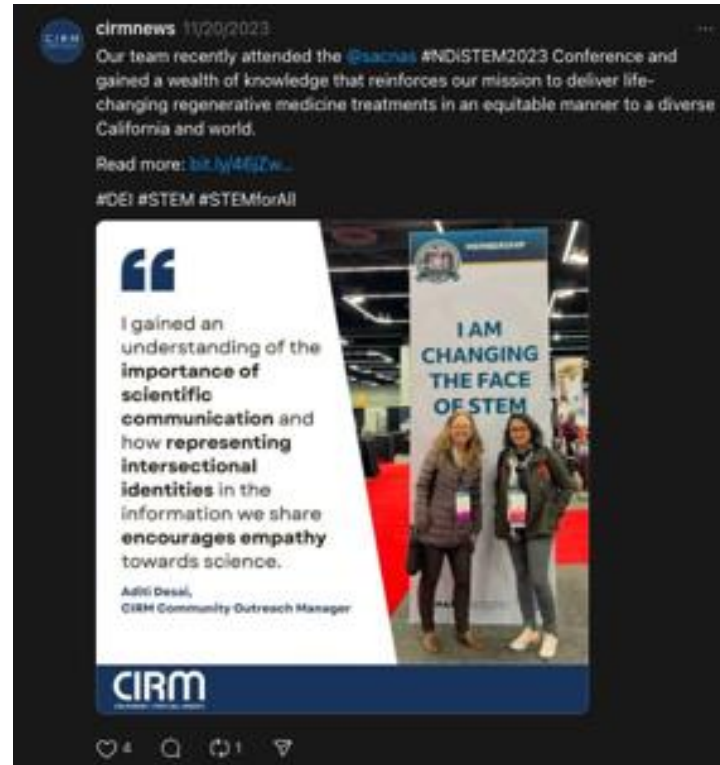 cirmnews 11/20/2023
Our team recently attended the @sacnas #NDiSTEM2023 Conference and
gained a wealth of knowledge that reinforces our mission to deliver life-
changing regenerative medicine treatments in an equitable manner to a diverse
California and world.
Read more: bit.ly/46jZw...
#DEI #STEM #STEMforAll
I gained an
understanding of the
importance of
scientific
communication and
how representing
intersectional
identities in the
information we share
encourages empathy
towards science.
Aditi Desai,
CIRM Community Outreach Manager
MEMBERSHIP
I AM
CHANGING
THE FACE
OF STEM
CIRM
4
1